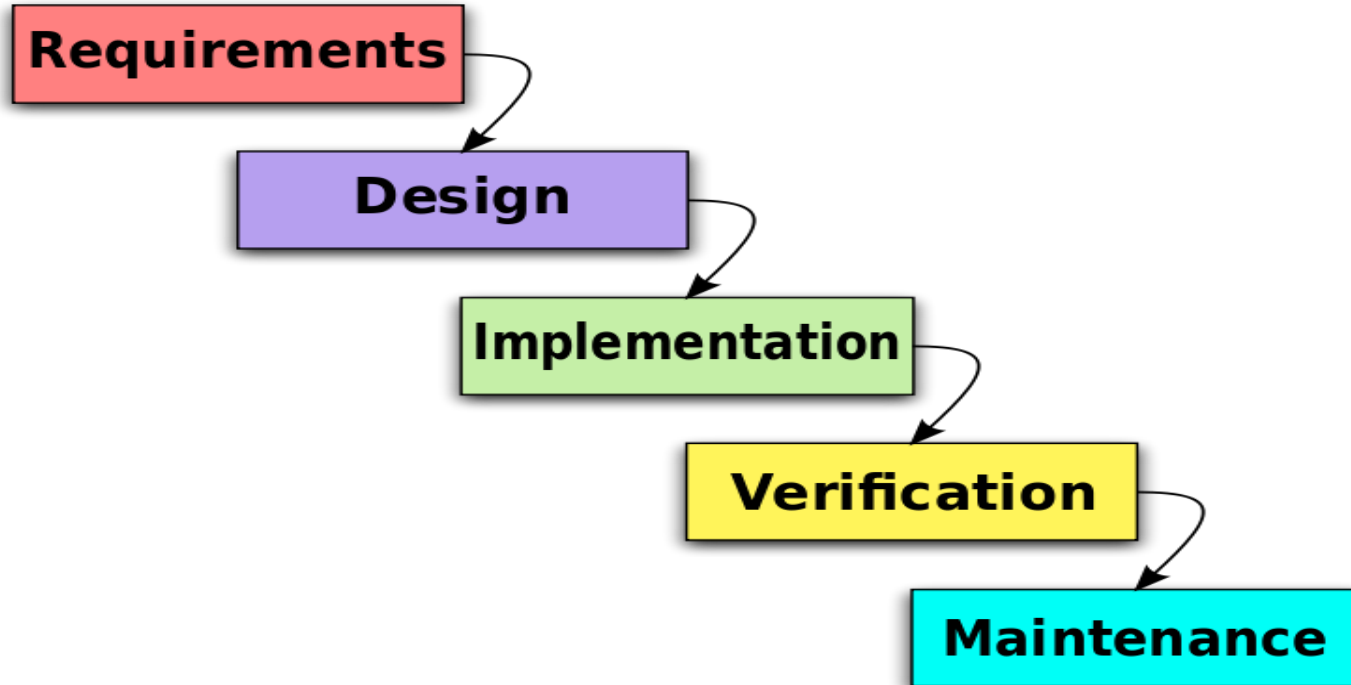 Requirements
Design
Implementation
Verification
Maintenance